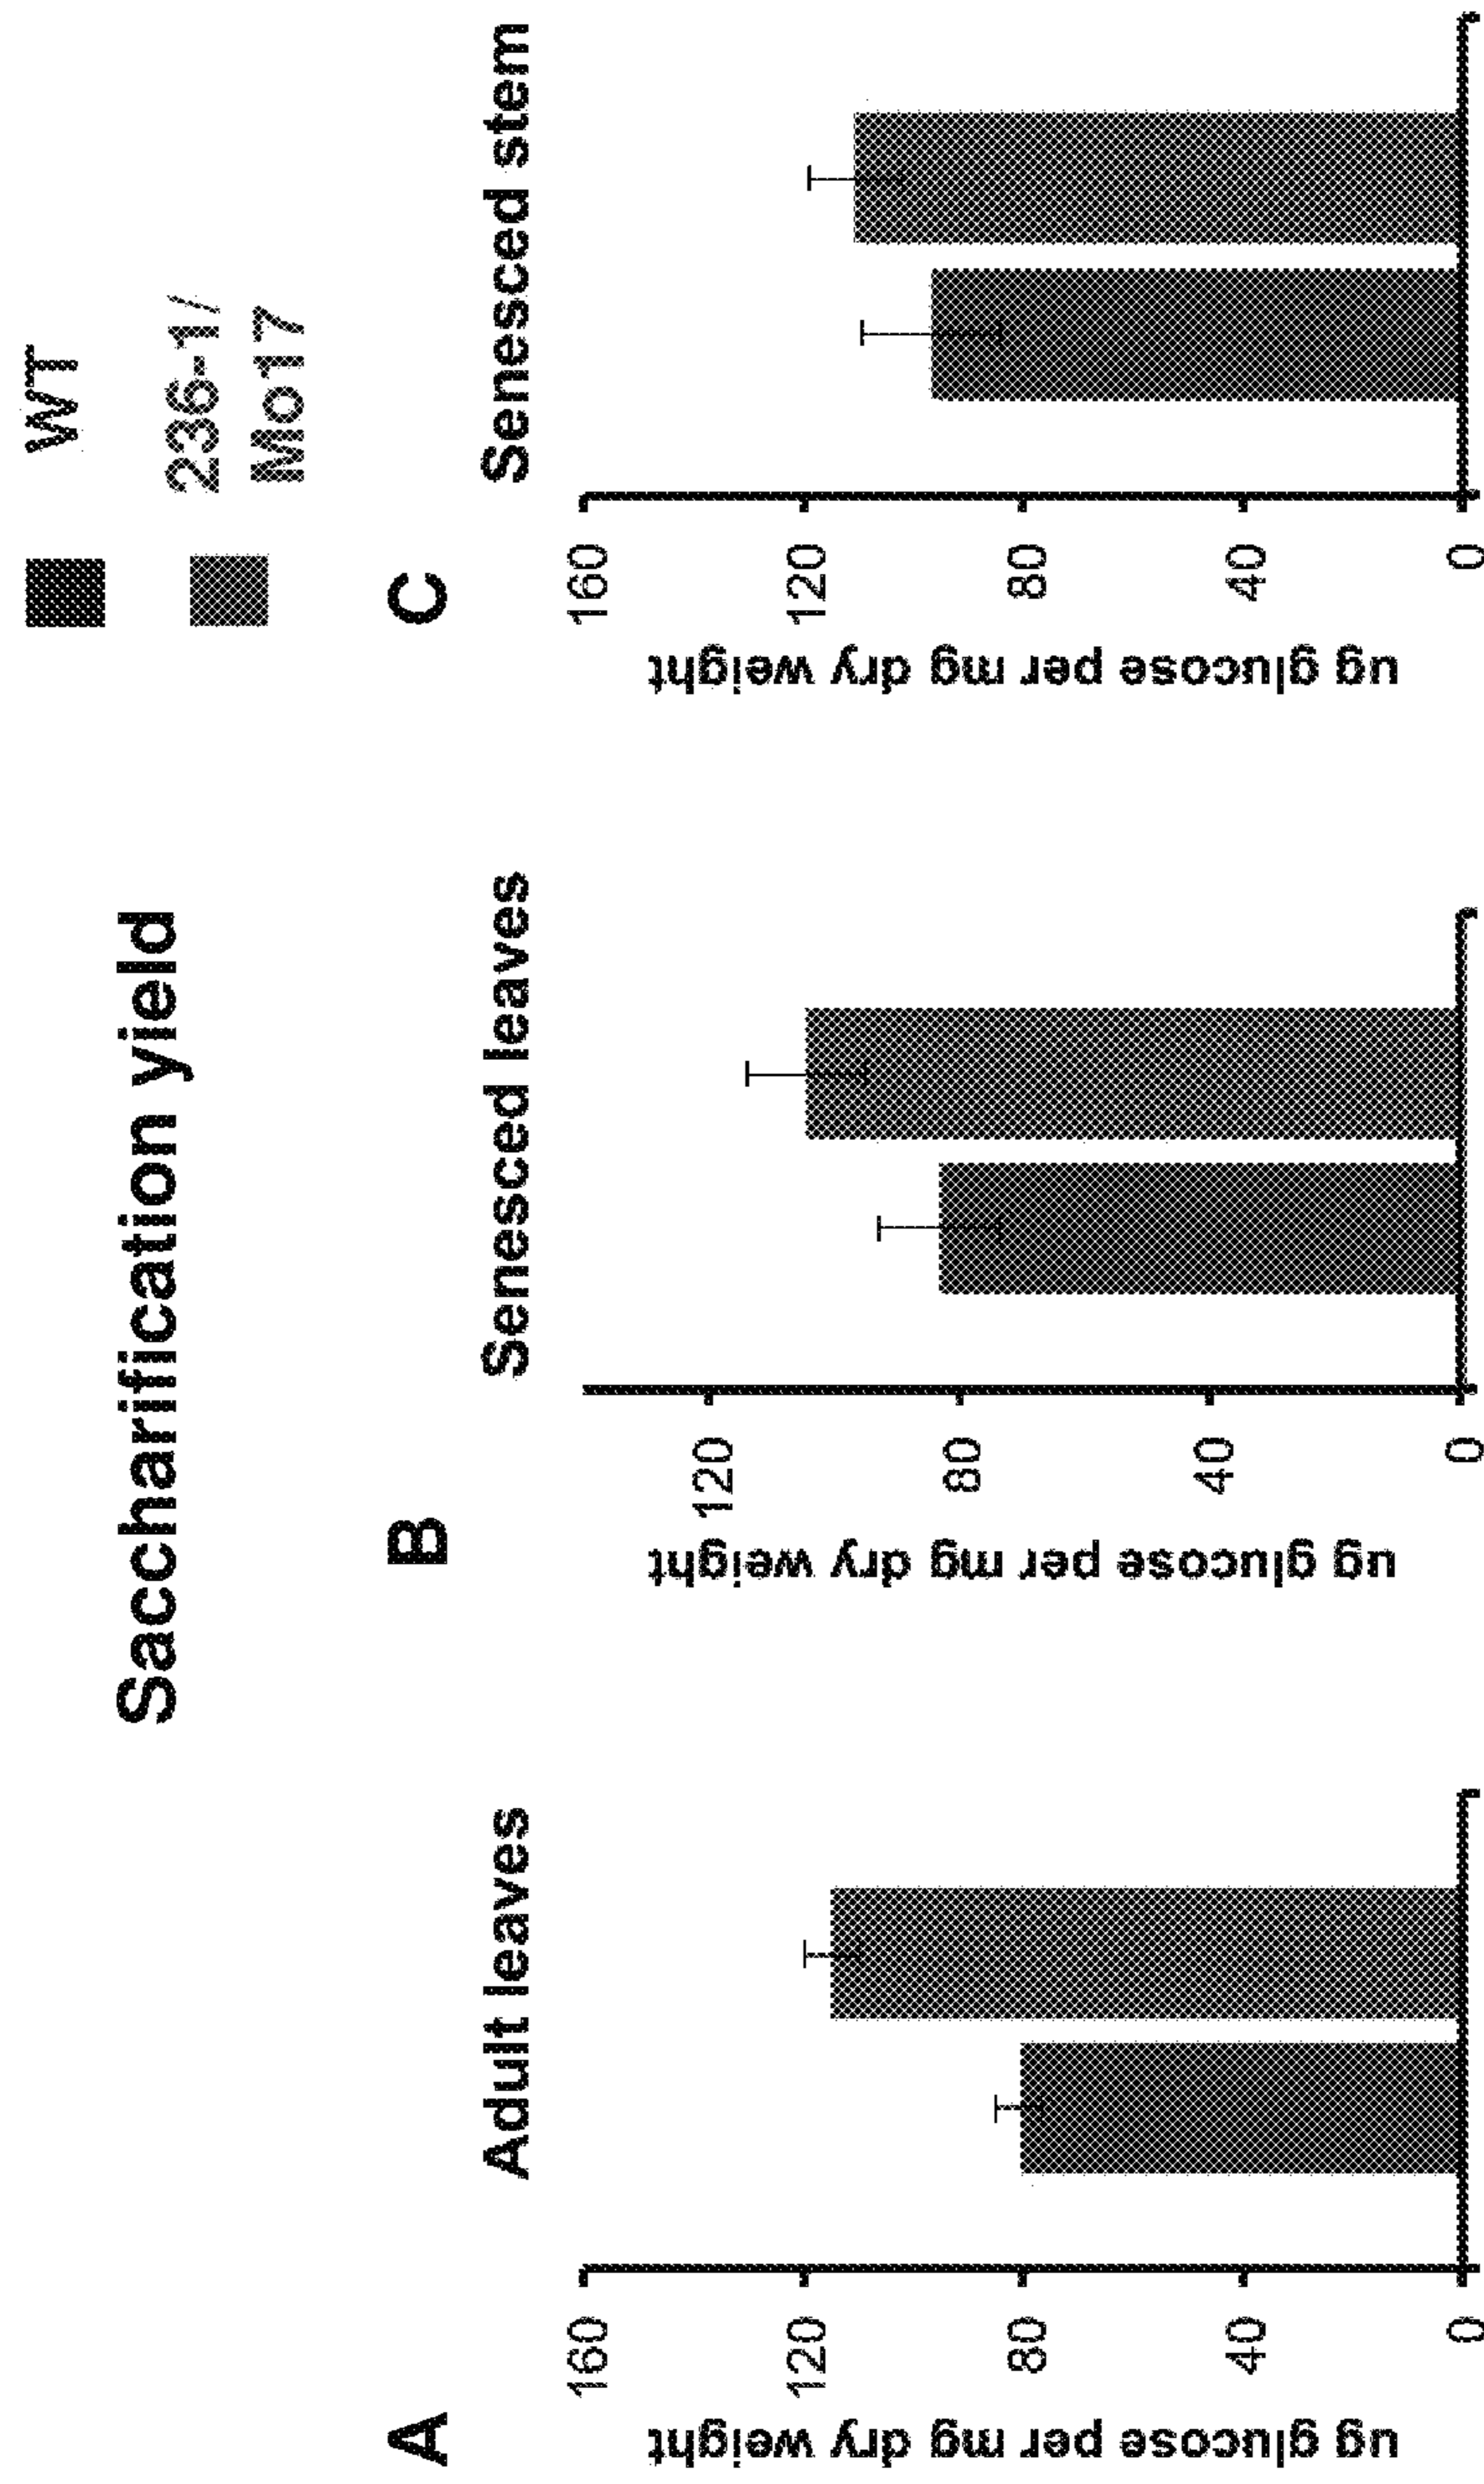 Saccharification yield
WT
236-1/
Mo17
A
Adult leaves
ug glucose per mg dry weight
160
120
80
40
0
B
Senesced leaves
ug glucose per mg dry weight
120
80
40
0
C
Senesced stem
ug glucose per mg dry weight
160
120
80
40
0